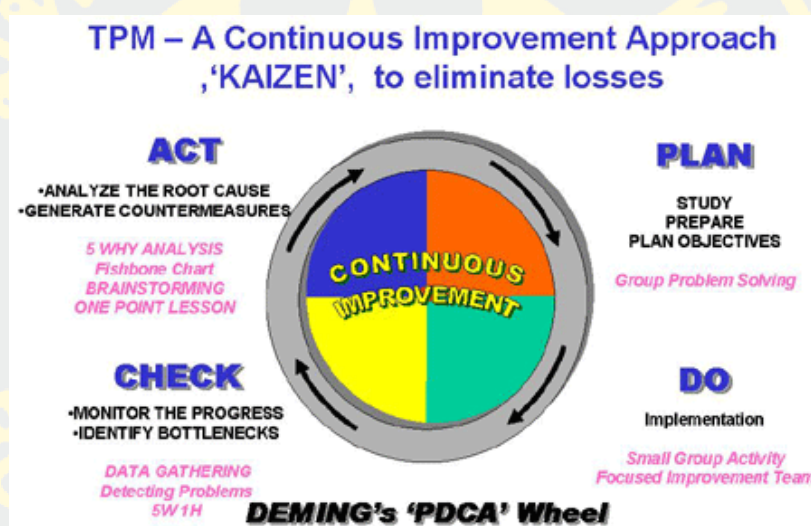 TPM – A Continuous Improvement Approach
,‘KAIZEN’, to eliminate losses
ACT
•ANALYZE THE ROOT CAUSE
•GENERATE COUNTERMEASURES
5 WHY ANALYSIS
Fishbone Chart
BRAINSTORMING
ONE POINT LESSON
PLAN
STUDY
PREPARE
PLAN OBJECTIVES
Group Problem Solving
CONTINUOUS
IMPROVEMENT
CHECK
•MONITOR THE PROGRESS
•IDENTIFY BOTTLENECKS
DATA GATHERING
Detecting Problems
5W1H
DO
Implementation
Small Group Activity
Focused Improvement Team
DEMING's ‘PDCA’ Wheel